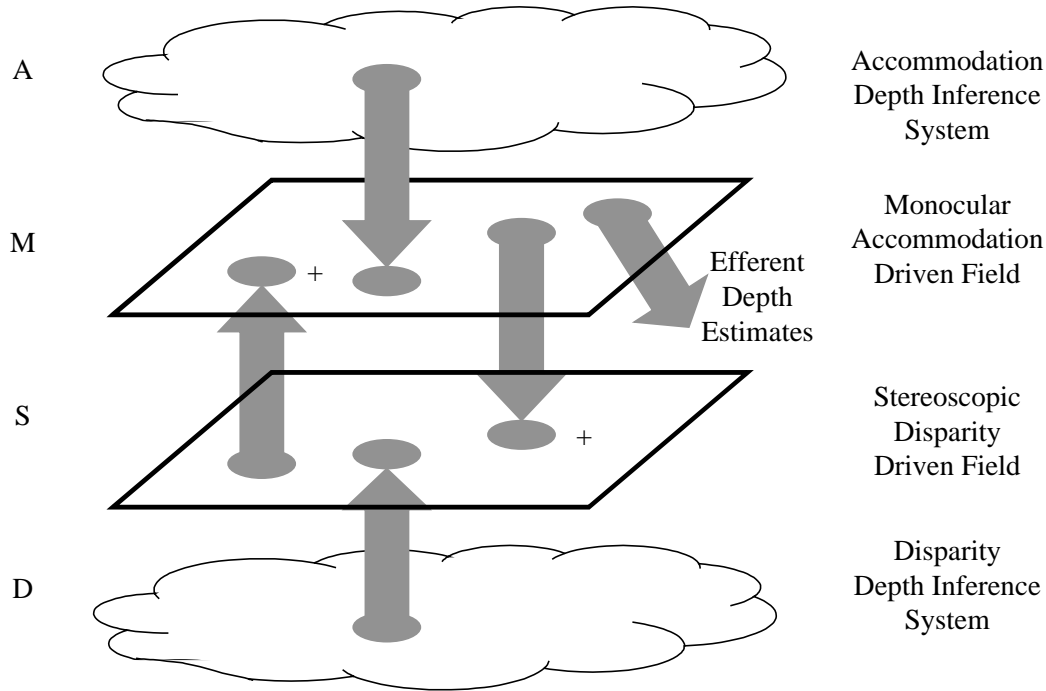 A
Accommodation
Depth Inference
System
M
Monocular
Accommodation
Driven Field
+
Efferent
Depth
Estimates
S
Stereoscopic
Disparity
Driven Field
+
D
Disparity
Depth Inference
System